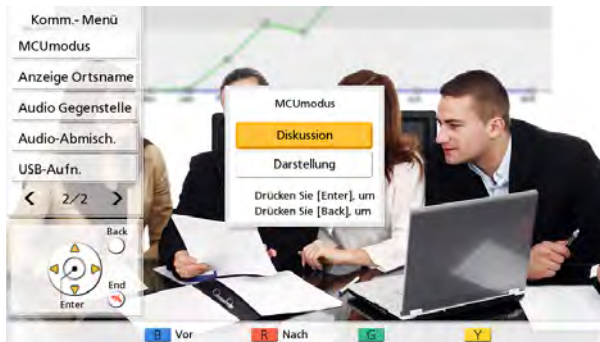 Komm.- Menü
MCUmodus
Anzeige Ortsname
Audio Gegenstelle
Audio-Abmisch.
USB-Aufn.
2/2
Back
End
Enter
MCUmodus
Diskussion
Darstellung
Drücken Sie [Enter], um
Drücken Sie [Back], um
B Vor R Nach G Y